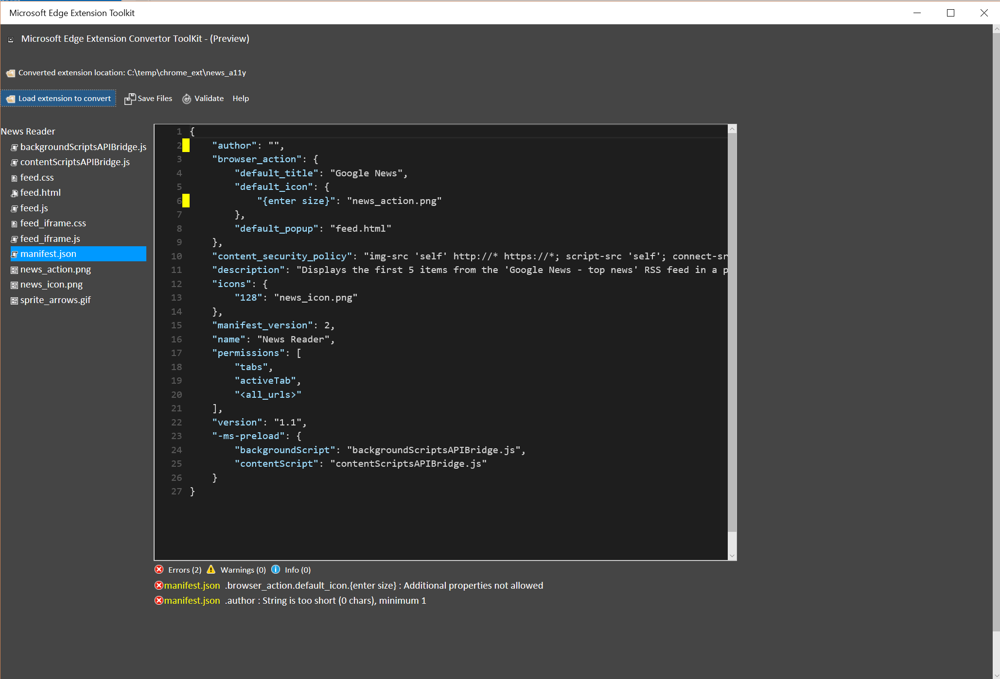 Microsoft Edge Extension Toolkit
Microsoft Edge Extension Convertor ToolKit - (Preview)
Converted extension location: C:\temp\chrome_ext\news_a11y
Load extension to convert Save Files Validate Help
News Reader
backgroundScriptsAPIBridge.js
contentScriptsAPIBridge.js
feed.css
feed.html
feed.js
feed_iframe.css
feed_iframe.js
manifest.json
news_action.png
news_icon.png
sprite_arrows.gif
1 {
2 "author": "",
3 "browser_action": {
4 "default_title": "Google News",
5 "default_icon": {
6 "{enter size}": "news_action.png"
7 },
8 "default_popup": "feed.html"
9 },
10 "content_security_policy": "img-src 'self' http://* https://*; script-src 'self'; connect-sr
11 "description": "Displays the first 5 items from the 'Google News - top news' RSS feed in a p
12 "icons": {
13 "128": "news_icon.png"
14 },
15 "manifest_version": 2,
16 "name": "News Reader",
17 "permissions": [
18 "tabs",
19 "activeTab",
20 "<all_urls>"
21 ],
22 "version": "1.1",
23 "-ms-preload": {
24 "backgroundScript": "backgroundScriptsAPIBridge.js",
25 "contentScript": "contentScriptsAPIBridge.js"
26 }
27 }
Errors (2) Warnings (0) Info (0)
manifest.json .browser_action.default_icon.{enter size} : Additional properties not allowed
manifest.json .author : String is too short (0 chars), minimum 1